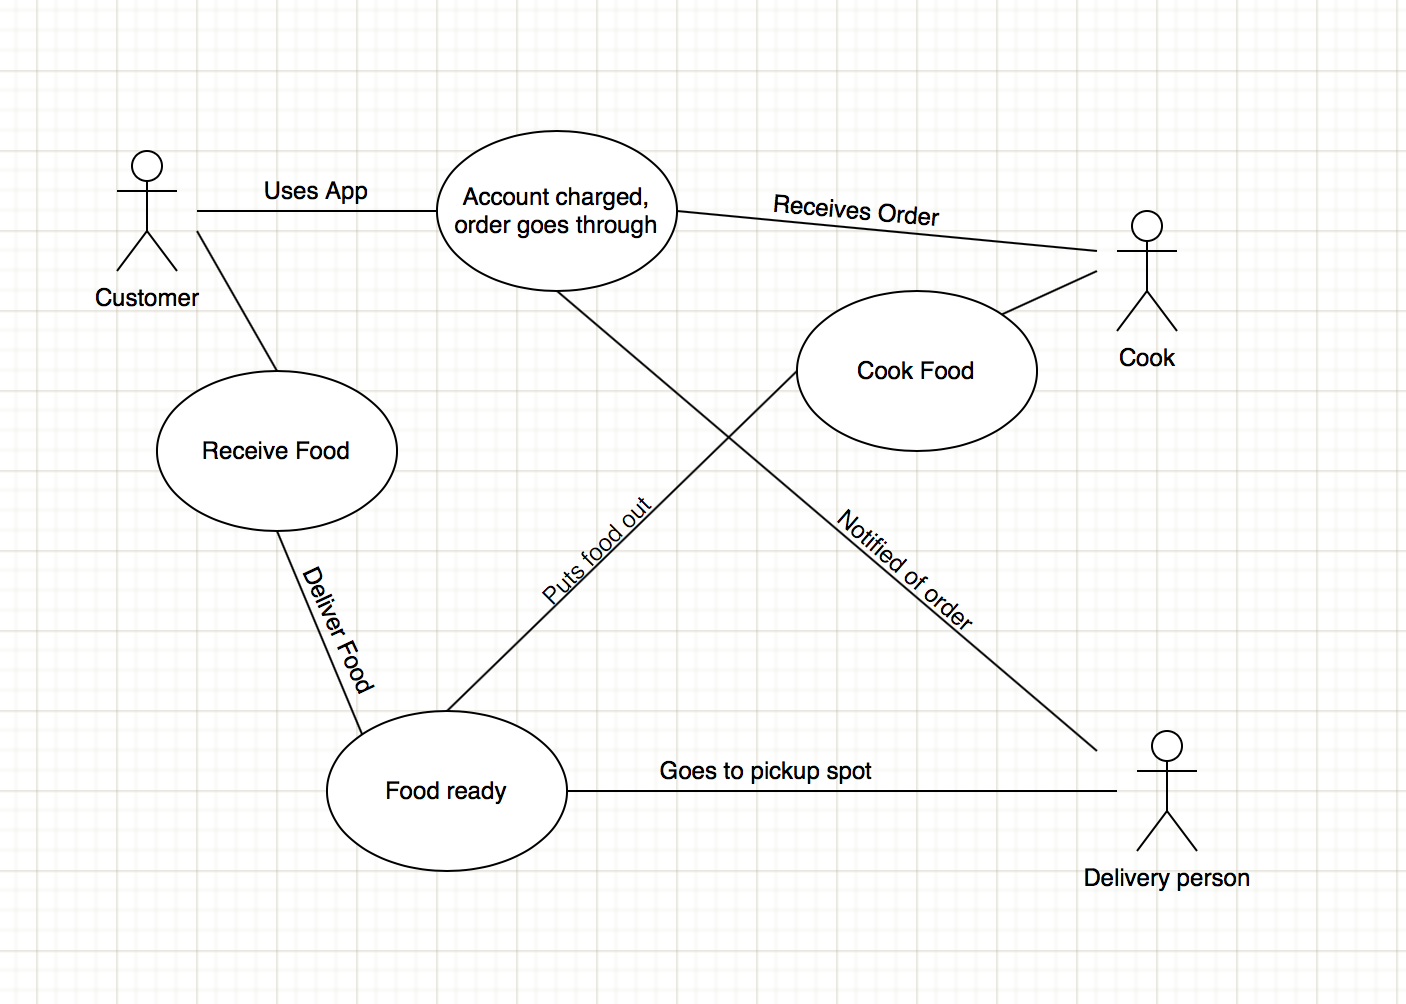 Uses App
Account charged,
order goes through
Receives Order
Customer
Cook
Cook Food
Receive Food
Puts food out
Notified of order
Deliver Food
Goes to pickup spot
Food ready
Delivery person